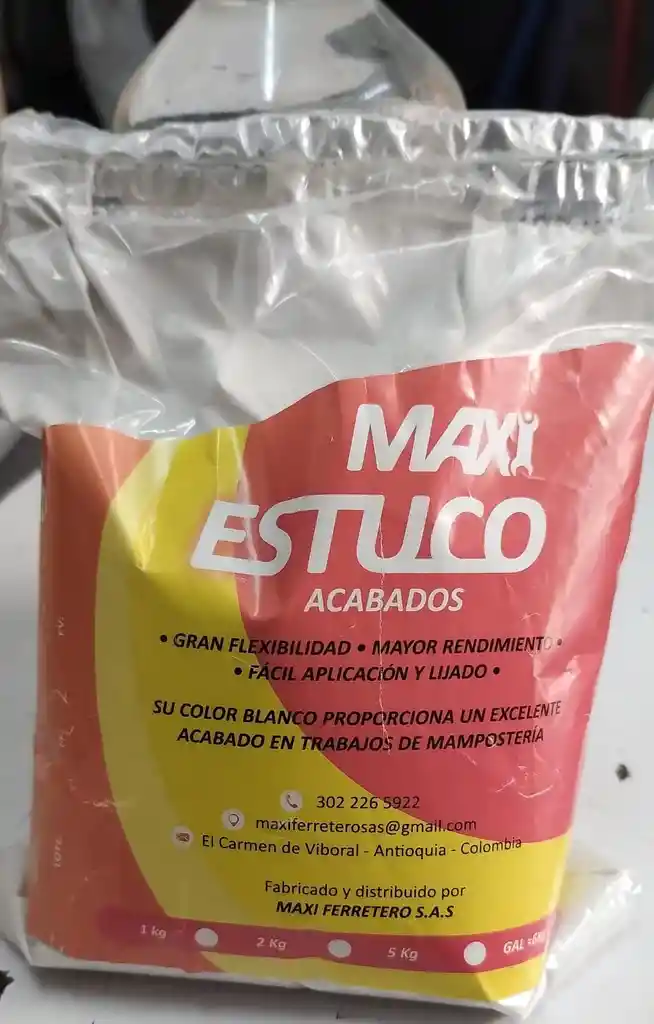 MAXI
ESTUCO
ACABADOS
• GRAN FLEXIBILIDAD • MAYOR RENDIMIENTO •
• FÁCIL APLICACIÓN Y LIJADO •
SU COLOR BLANCO PROPORCIONA UN EXCELENTE
ACABADO EN TRABAJOS DE MAMPOSTERÍA
302 226 5922
maxiferreterosas@gmail.com
El Carmen de Viboral - Antioquia - Colombia
Fabricado y distribuido por
MAXI FERRETERO S.A.S
1 kg 2 Kg 5 Kg GAL